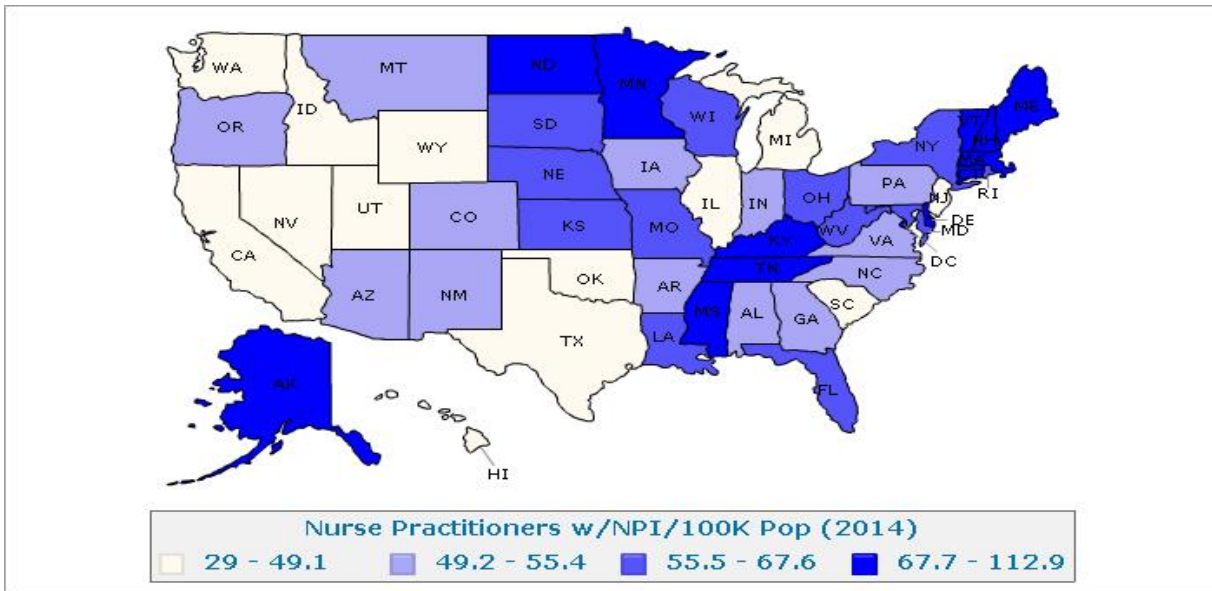 WA
MT
ND
MN
ME
VT
NH
ID
OR
SD
WI
NY
MA
WY
MI
IA
NE
PA
RI
IL
IN
OH
NJ
NV
UT
CO
KS
MO
WV
DE
MD
VA
KY
DC
CA
NC
TN
OK
AZ
NM
AR
SC
MS
AL
GA
TX
LA
AK
FL
HI
Nurse Practitioners w/NPI/100K Pop (2014)
29 - 49.1 49.2 - 55.4 55.5 - 67.6 67.7 - 112.9